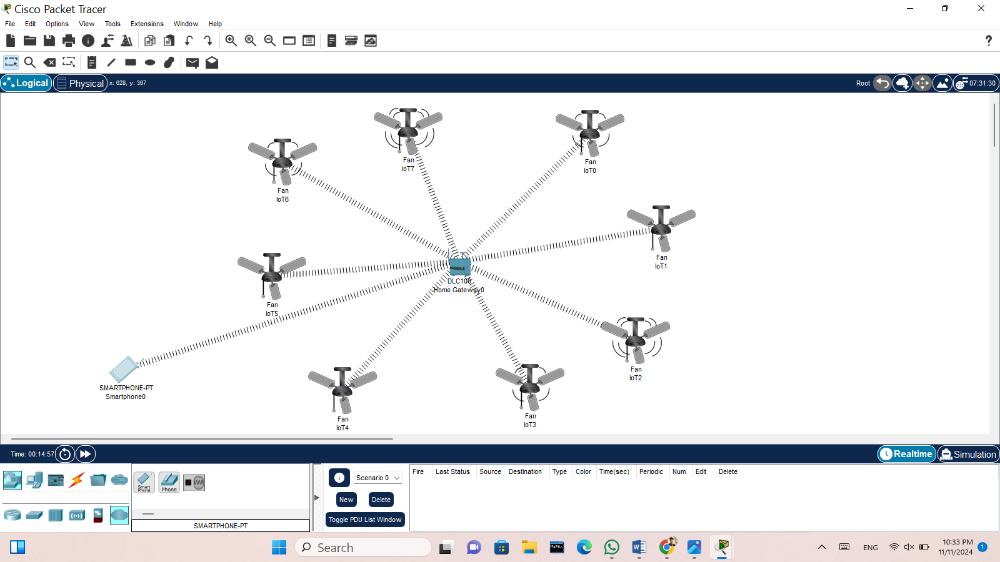 Cisco Packet Tracer
File Edit Options View Tools Extensions Window Help
?
Logical Physical x: 628, y: 367 Root 07:31:30
Fan
IoT7
Fan
IoT0
Fan
IoT6
Fan
IoT1
DLC100
Home Gateway0
Fan
IoT5
Fan
IoT2
SMARTPHONE-PT
Smartphone0
Fan
IoT4
Fan
IoT3
Time: 00:14:57 Realtime Simulation
Smart Phone
Phone
SMARTPHONE-PT
Scenario 0
New Delete
Toggle PDU List Window
Fire Last Status Source Destination Type Color Time(sec) Periodic Num Edit Delete
Search
ENG
10:33 PM
11/11/2024
1